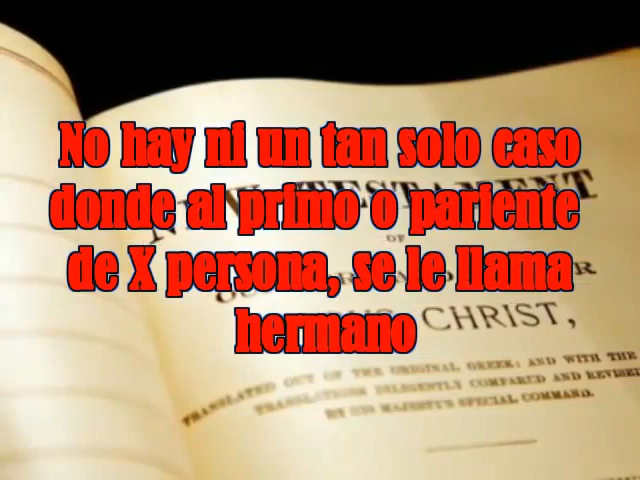 No hay ni un tan solo caso
donde al primo o pariente
de X persona, se le llama
hermano
TESTAMENT
OF
CHRIST,
TRANSLATED OUT OF THE ORIGINAL GREEK: AND WITH THE
TRANSLATIONS DILIGENTLY COMPARED AND REVISED
BY HIS MAJESTY'S SPECIAL COMMAND.